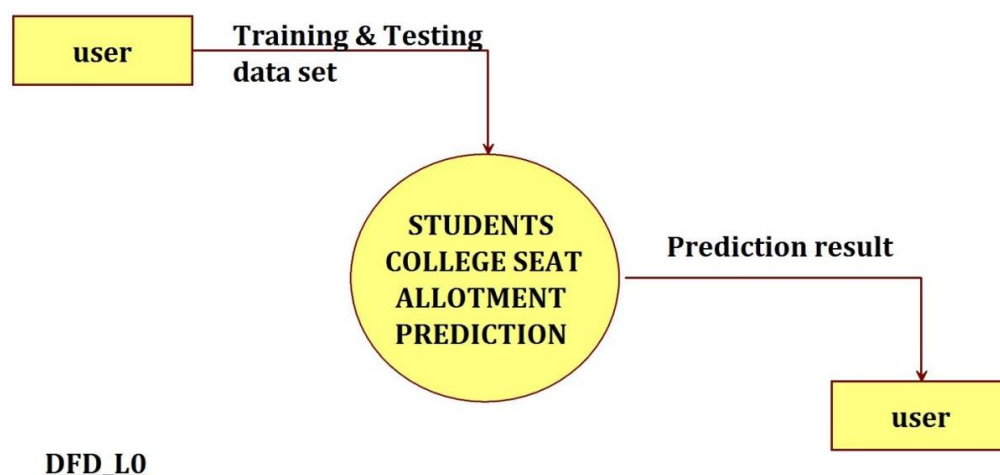 user
Training & Testing
data set
STUDENTS
COLLEGE SEAT
ALLOTMENT
PREDICTION
Prediction result
user
DFD_L0